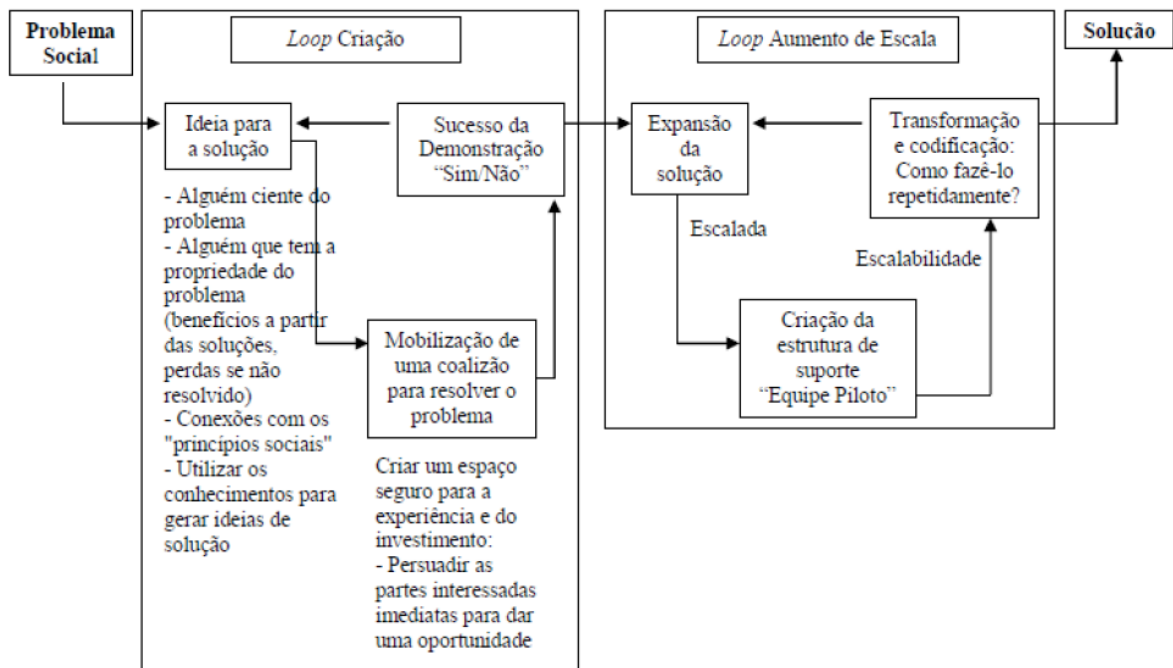 Problema
Social
Loop Criação
Ideia para
a solução
Sucesso da
Demonstração
“Sim/Não”
- Alguém ciente do
problema
- Alguém que tem a
propriedade do
problema
(benefícios a partir
das soluções,
perdas se não
resolvido)
- Conexões com os
"princípios sociais"
- Utilizar os
conhecimentos para
gerar ideias de
solução
Mobilização de
uma coalizão
para resolver o
problema
Criar um espaço
seguro para a
experiência e do
investimento:
- Persuadir as
partes interessadas
imediatas para dar
uma oportunidade
Loop Aumento de Escala
Expansão
da
solução
Transformação
e codificação:
Como fazê-lo
repetidamente?
Escalada
Escalabilidade
Criação da
estrutura de
suporte
“Equipe Piloto”
Solução